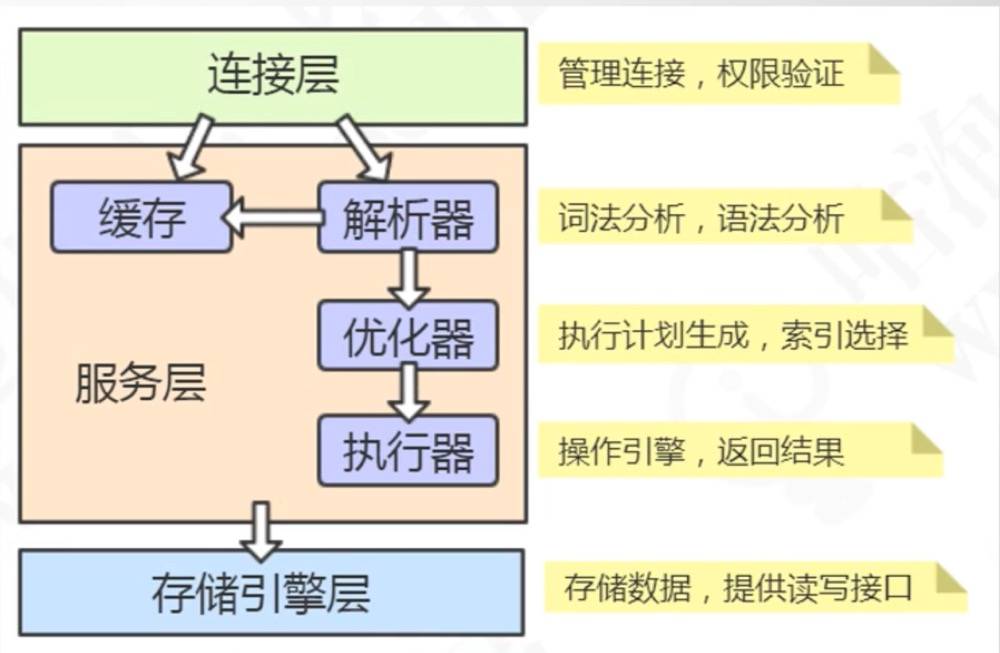 连接层
管理连接，权限验证
缓存
解析器
词法分析，语法分析
优化器
执行计划生成，索引选择
服务层
执行器
操作引擎，返回结果
存储引擎层
存储数据，提供读写接口